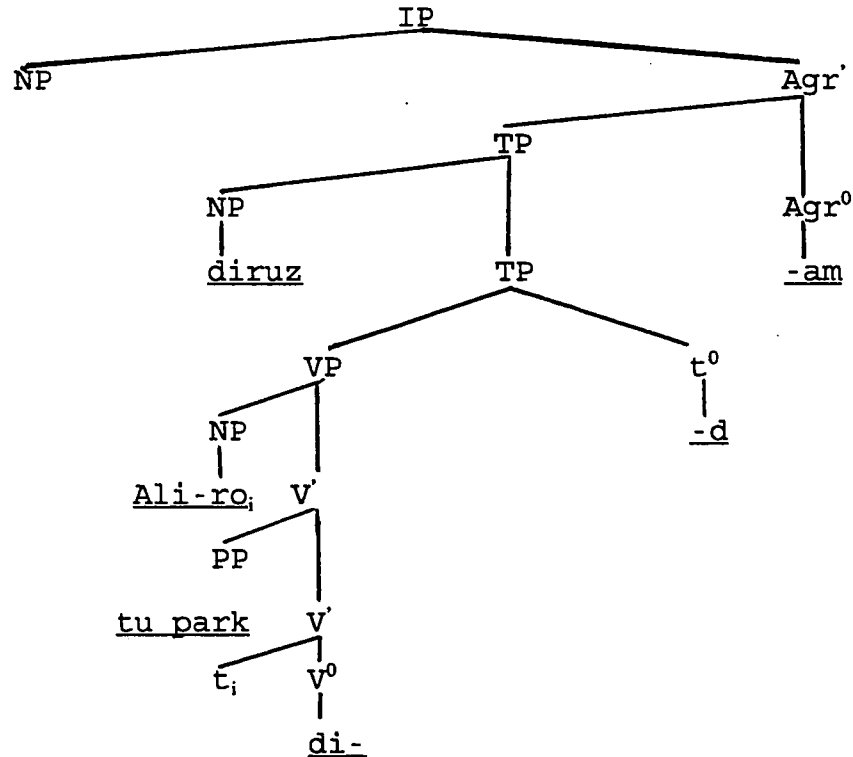 IP
NP Agr'
TP
NP Agr⁰
diruz TP -am
VP t⁰
NP -d
Ali-roᵢ V'
PP
tu park V'
tᵢ V⁰
di-